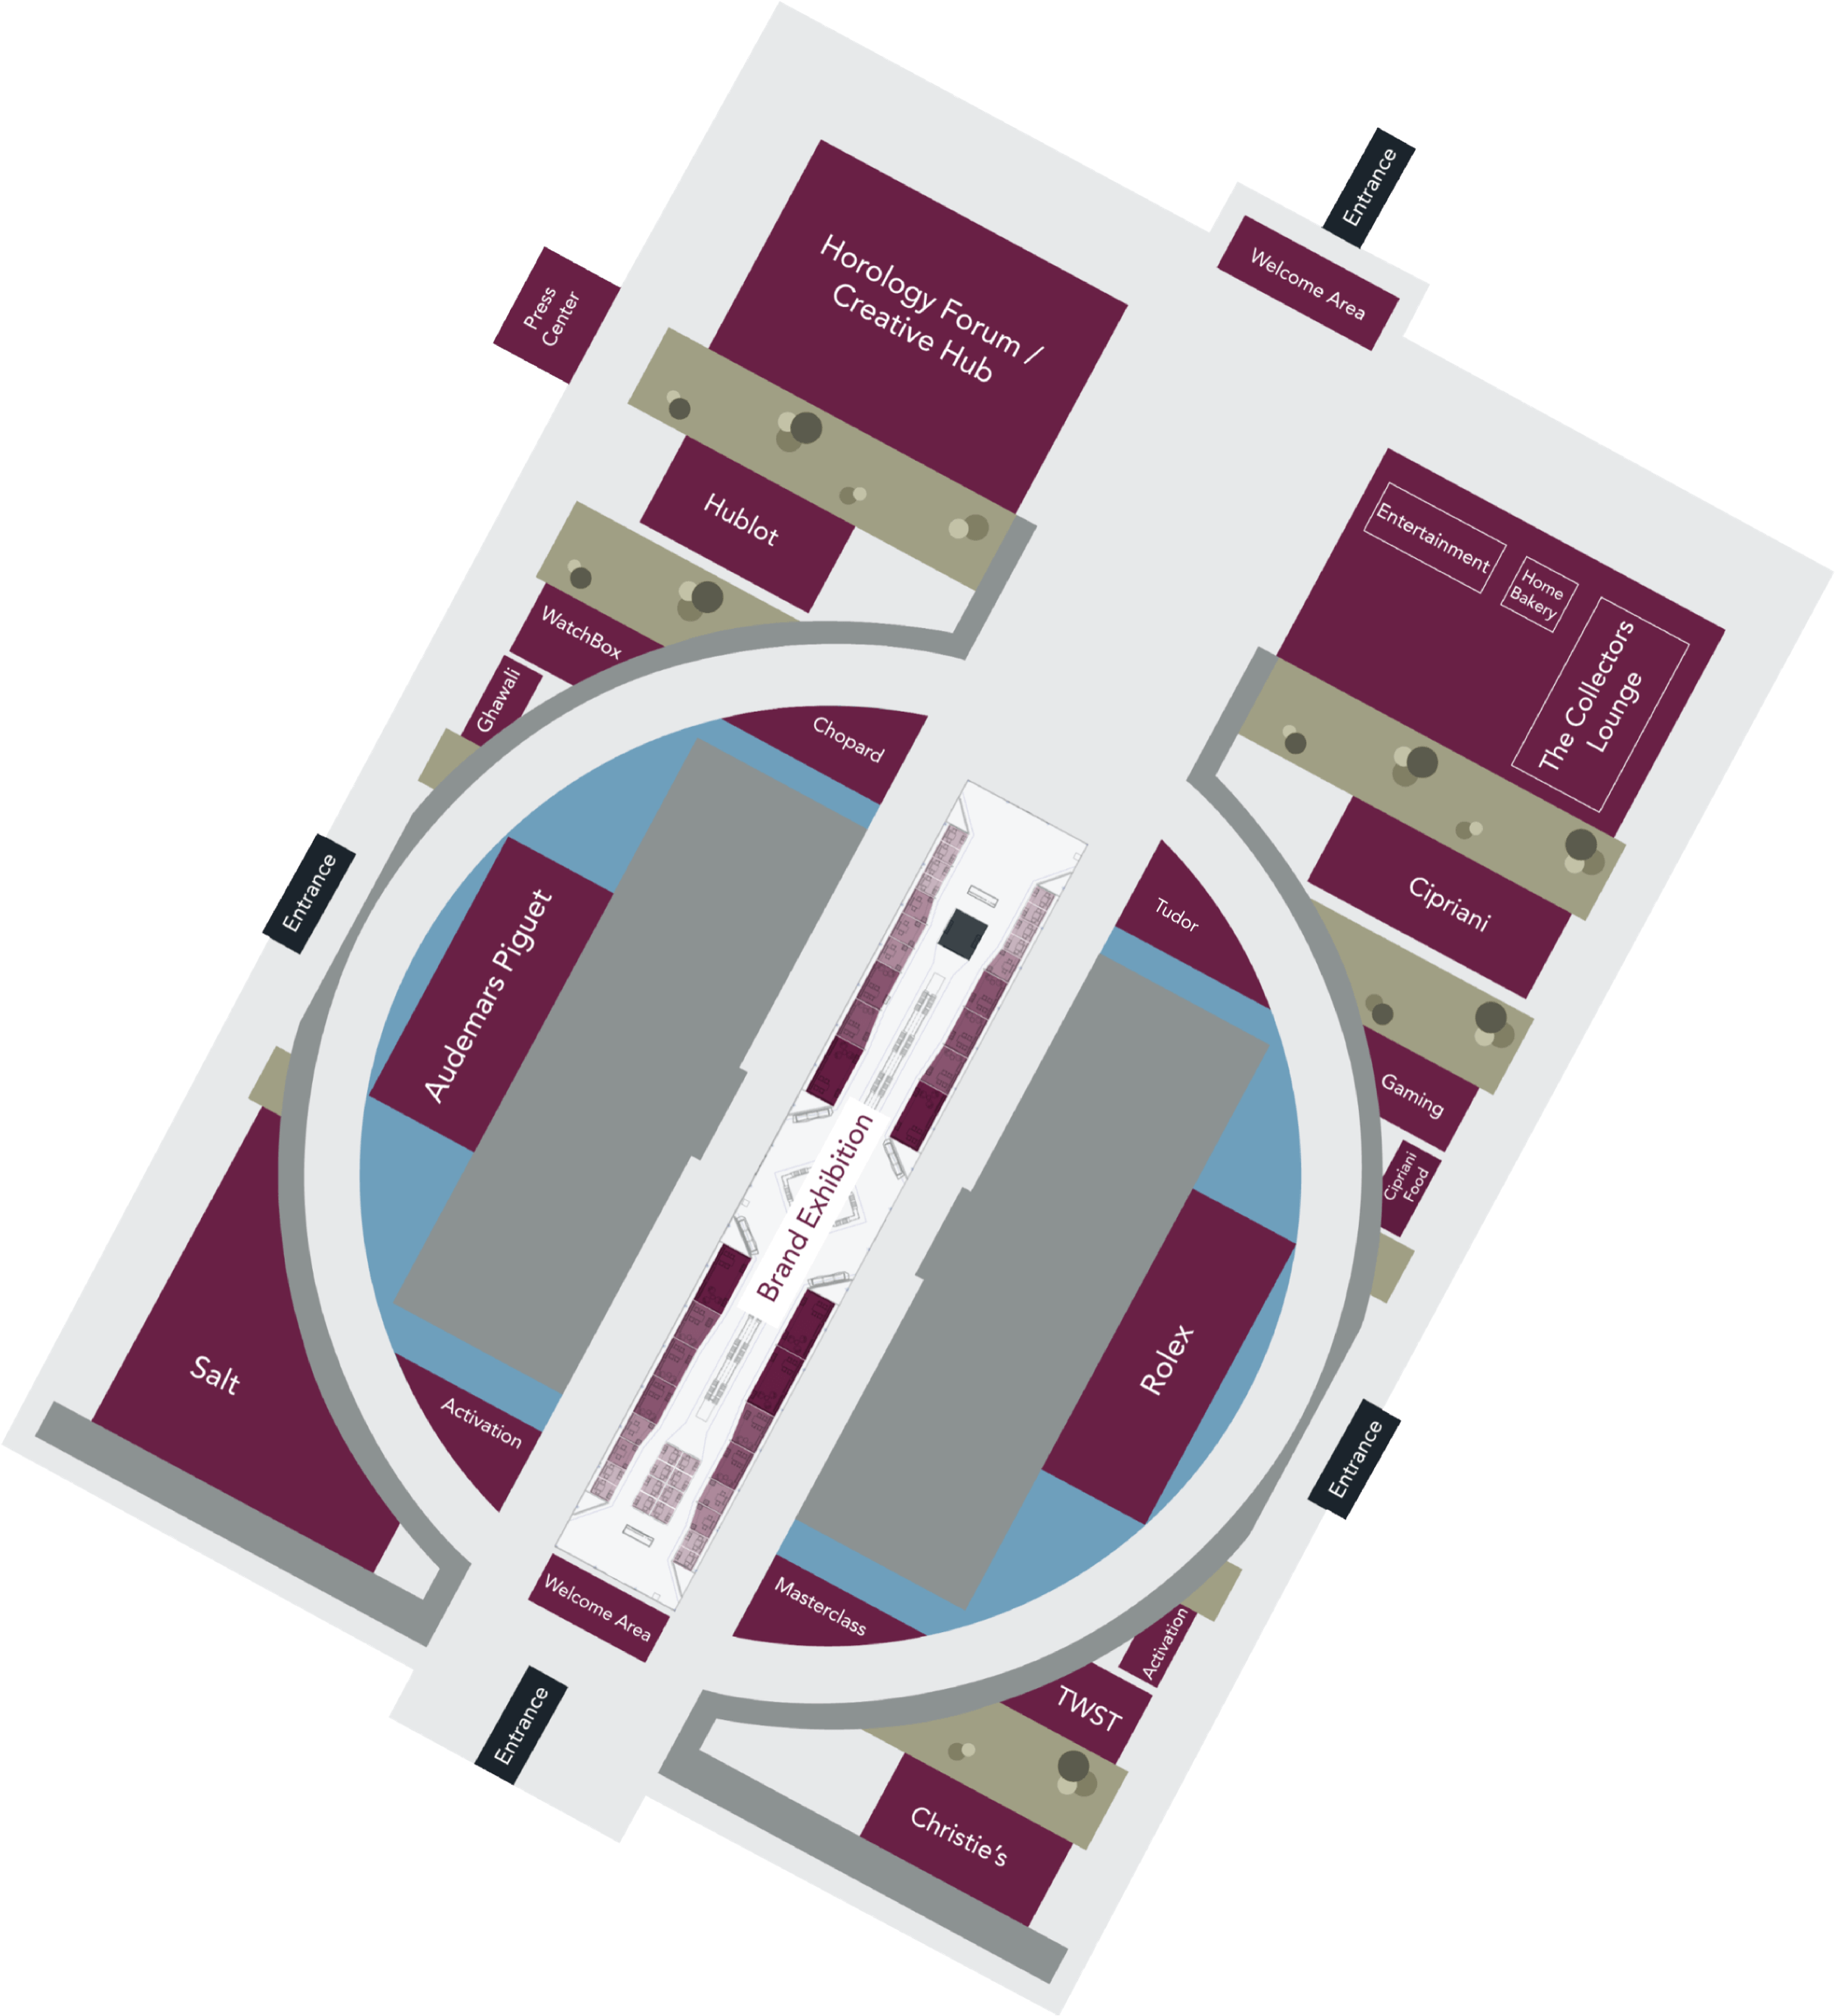 Entrance
Welcome Area
Horology Forum /
Creative Hub
Press
Center
Hublot
Entertainment
Home
Bakery
The Collectors
Lounge
WatchBox
Ghawali
Chopard
Cipriani
Tudor
Entrance
Audemars Piguet
Gaming
Cipriani
Food
Brand Exhibition
Rolex
Salt
Activation
Entrance
Welcome Area
Masterclass
Activation
TWST
Entrance
Christie's